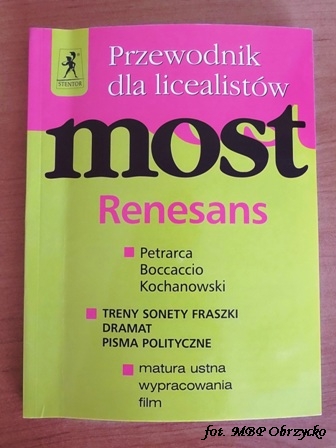 STENTOR
Przewodnik
dla licealistów
most
Renesans
Petrarca
Boccaccio
Kochanowski
TRENY SONETY FRASZKI
DRAMAT
PISMA POLITYCZNE
matura ustna
wypracowania
film
fot. MBP Obrzycko